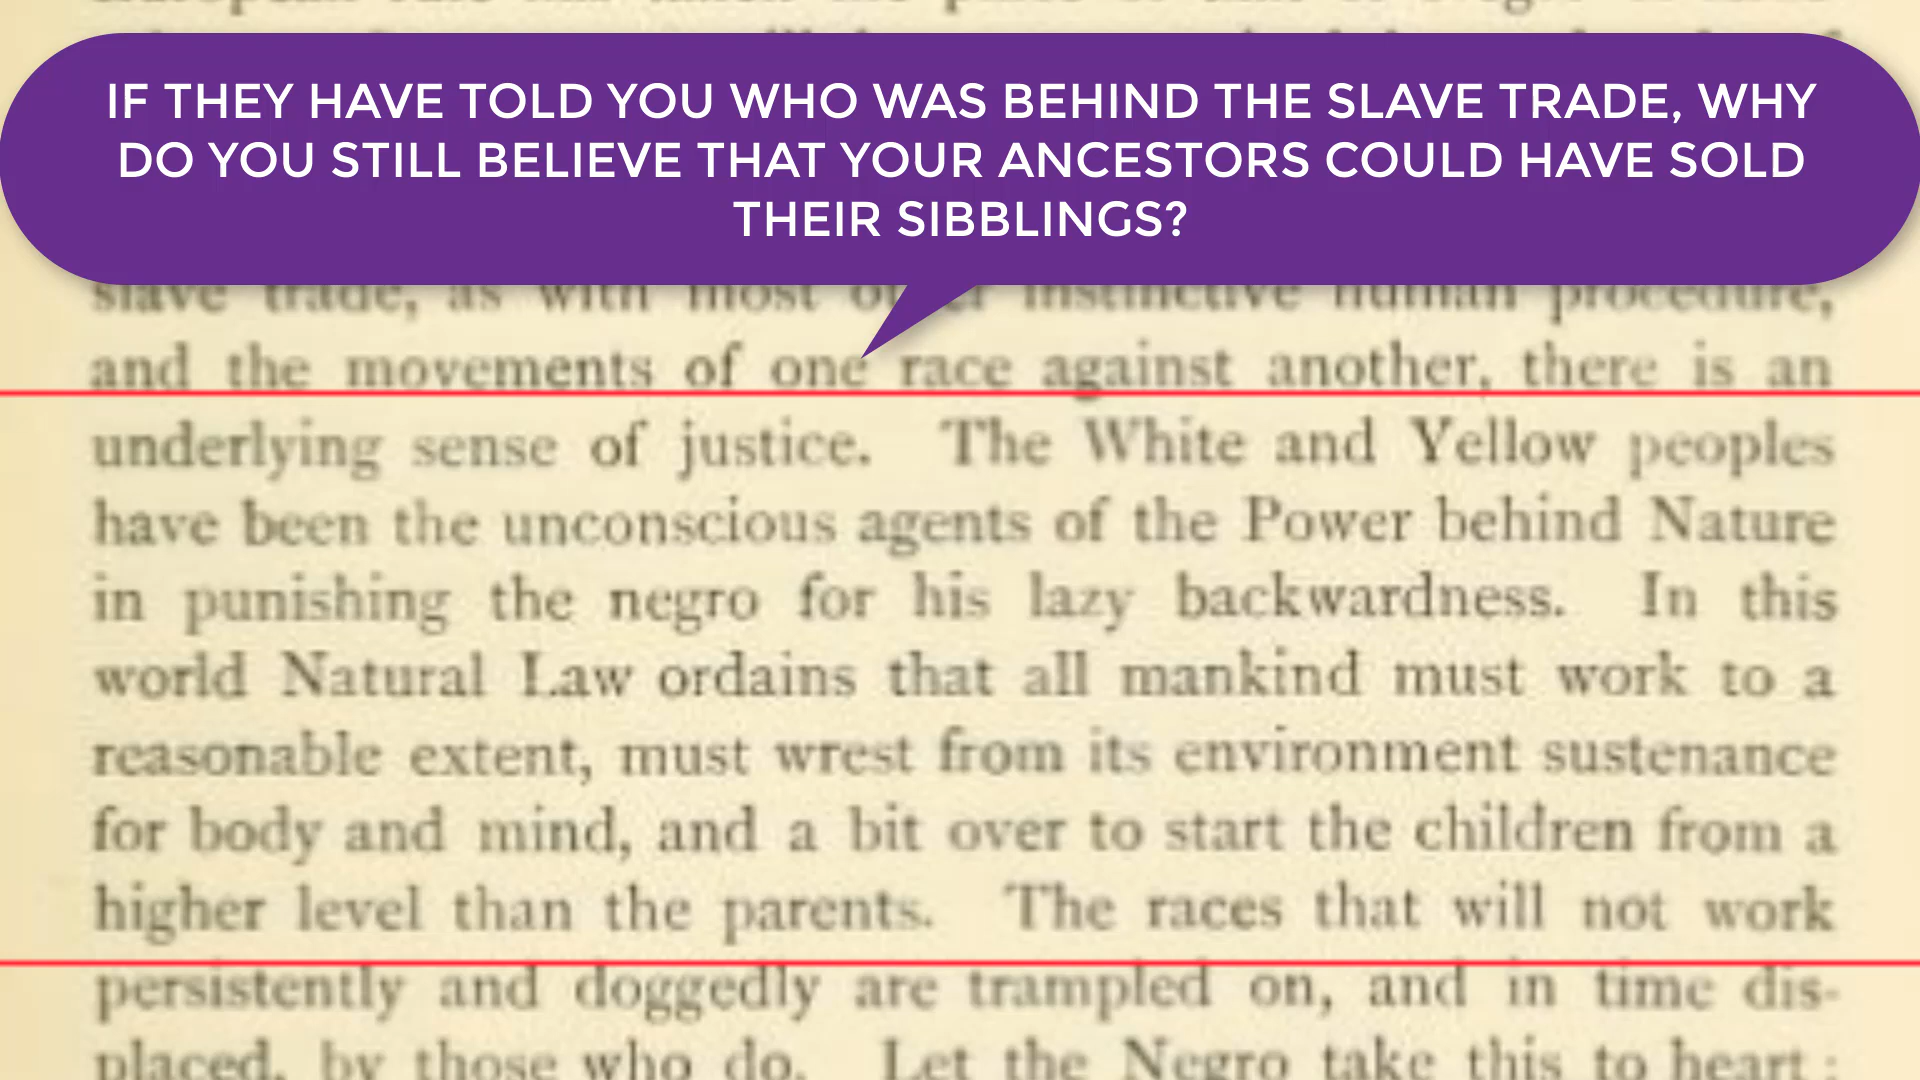 IF THEY HAVE TOLD YOU WHO WAS BEHIND THE SLAVE TRADE, WHY
DO YOU STILL BELIEVE THAT YOUR ANCESTORS COULD HAVE SOLD
THEIR SIBBLINGS?
slave trade, as with most other instinctive human procedure,
and the movements of one race against another, there is an
underlying sense of justice. The White and Yellow peoples
have been the unconscious agents of the Power behind Nature
in punishing the negro for his lazy backwardness. In this
world Natural Law ordains that all mankind must work to a
reasonable extent, must wrest from its environment sustenance
for body and mind, and a bit over to start the children from a
higher level than the parents. The races that will not work
persistently and doggedly are trampled on, and in time dis-
placed, by those who do. Let the Negro take this to heart;